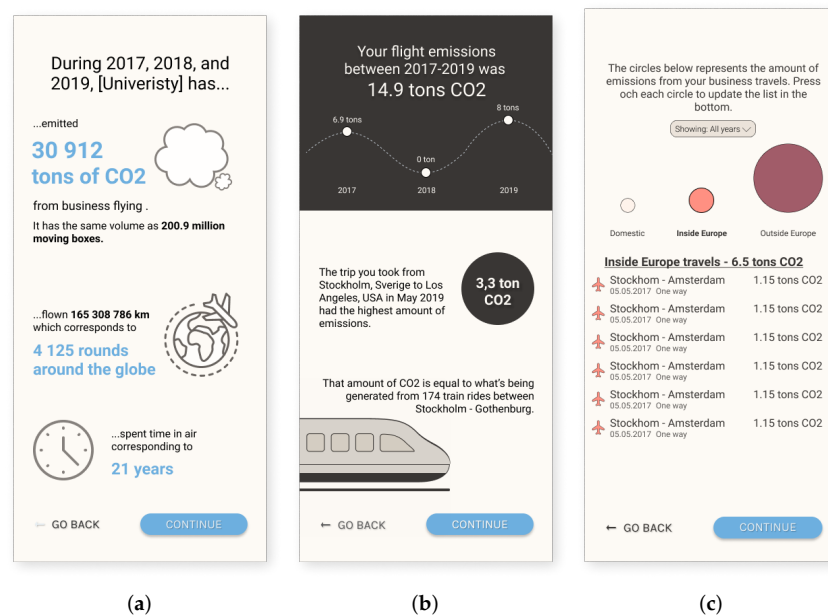 During 2017, 2018, and
2019, [Univeristy] has...
...emitted
30 912
tons of CO2
from business flying .
It has the same volume as 200.9 million
moving boxes.
...flown 165 308 786 km
which corresponds to
4 125 rounds
around the globe
...spent time in air
corresponding to
21 years
← GO BACK
CONTINUE
(a)
Your flight emissions
between 2017-2019 was
14.9 tons CO2
6.9 tons
0 ton
8 tons
2017
2018
2019
The trip you took from
Stockholm, Sverige to Los
Angeles, USA in May 2019
had the highest amount of
emissions.
3,3 ton
CO2
That amount of CO2 is equal to what's being
generated from 174 train rides between
Stockholm - Gothenburg.
← GO BACK
CONTINUE
(b)
The circles below represents the amount of
emissions from your business travels. Press
och each circle to update the list in the
bottom.
Showing: All years
Domestic
Inside Europe
Outside Europe
Inside Europe travels - 6.5 tons CO2
Stockhom - Amsterdam 1.15 tons CO2
05.05.2017 One way
Stockhom - Amsterdam 1.15 tons CO2
05.05.2017 One way
Stockhom - Amsterdam 1.15 tons CO2
05.05.2017 One way
Stockhom - Amsterdam 1.15 tons CO2
05.05.2017 One way
Stockhom - Amsterdam 1.15 tons CO2
05.05.2017 One way
Stockhom - Amsterdam 1.15 tons CO2
05.05.2017 One way
← GO BACK
CONTINUE
(c)